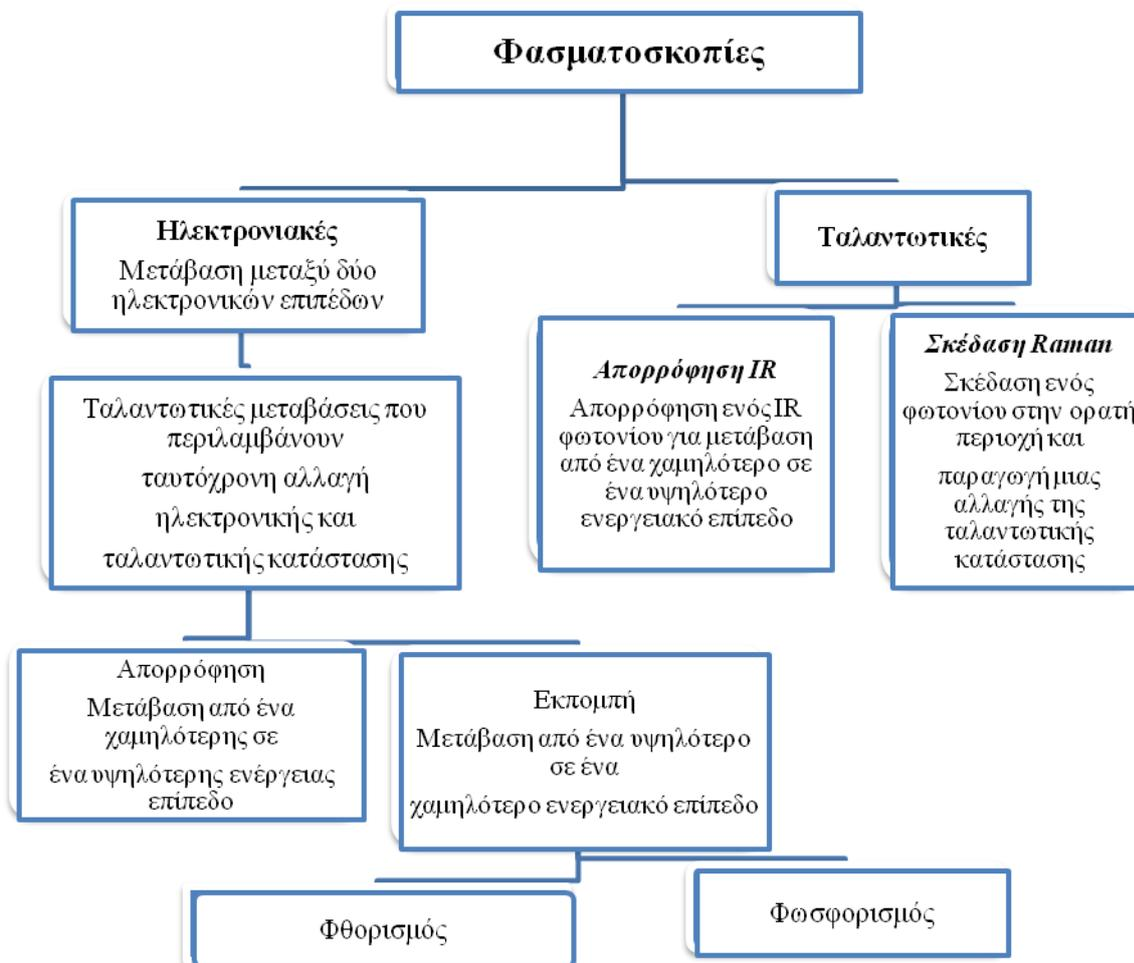 Φασματοσκοπίες
Ηλεκτρονιακές
Μετάβαση μεταξύ δύο
ηλεκτρονικών επιπέδων
Ταλαντωτικές
Ταλαντωτικές μεταβάσεις που
περιλαμβάνουν
ταυτόχρονη αλλαγή
ηλεκτρονικής και
ταλαντωτικής κατάστασης
Απορρόφηση IR
Απορρόφηση ενός IR
φωτονίου για μετάβαση
από ένα χαμηλότερο σε
ένα υψηλότερο
ενεργειακό επίπεδο
Σκέδαση Raman
Σκέδαση ενός
φωτονίου στην ορατή
περιοχή και
παραγωγή μιας
αλλαγής της
ταλαντωτικής
κατάστασης
Απορρόφηση
Μετάβαση από ένα
χαμηλότερης σε
ένα υψηλότερης ενέργειας
επίπεδο
Εκπομπή
Μετάβαση από ένα υψηλότερο
σε ένα
χαμηλότερο ενεργειακό επίπεδο
Φθορισμός
Φωσφορισμός